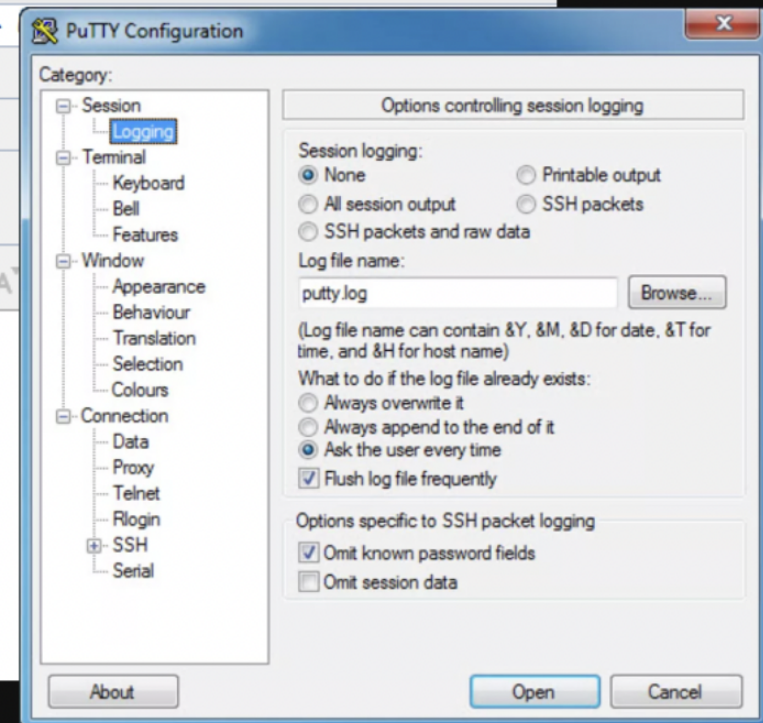 PuTTY Configuration
Category:
Session
Logging
Terminal
Keyboard
Bell
Features
Window
Appearance
Behaviour
Translation
Selection
Colours
Connection
Data
Proxy
Telnet
Rlogin
SSH
Serial
Options controlling session logging
Session logging:
None
Printable output
All session output
SSH packets
SSH packets and raw data
Log file name:
putty.log
Browse...
(Log file name can contain &Y, &M, &D for date, &T for
time, and &H for host name)
What to do if the log file already exists:
Always overwrite it
Always append to the end of it
Ask the user every time
Flush log file frequently
Options specific to SSH packet logging
Omit known password fields
Omit session data
About
Open
Cancel